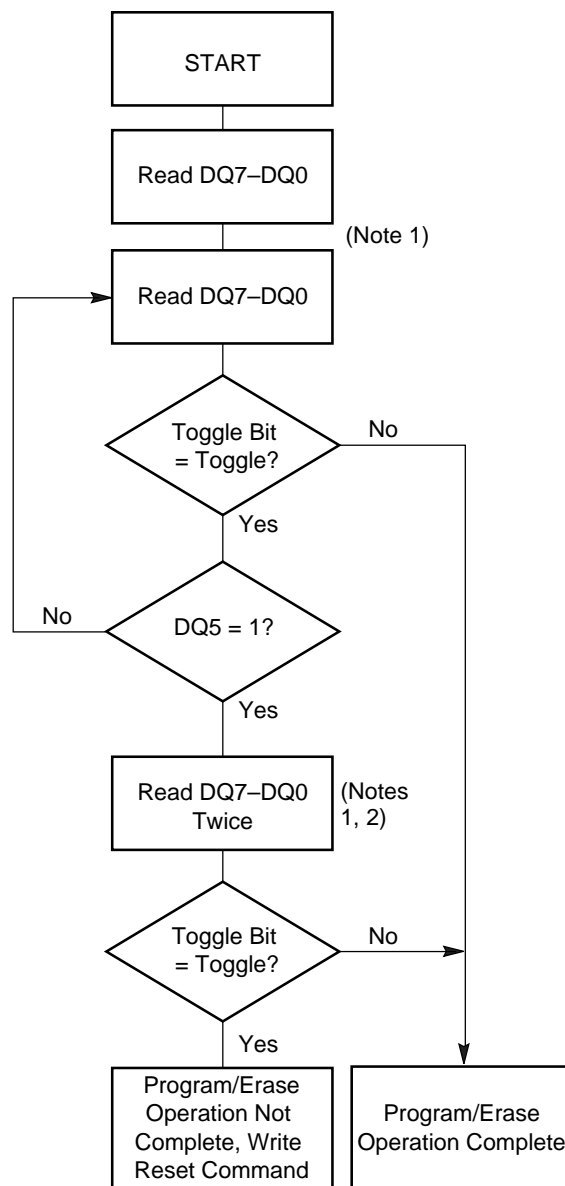 START
Read DQ7–DQ0
(Note 1)
Read DQ7–DQ0
Toggle Bit
= Toggle?
No
Yes
No
DQ5 = 1?
Yes
Read DQ7–DQ0
Twice
(Notes
1, 2)
Toggle Bit
= Toggle?
No
Yes
Program/Erase
Operation Not
Complete, Write
Reset Command
Program/Erase
Operation Complete